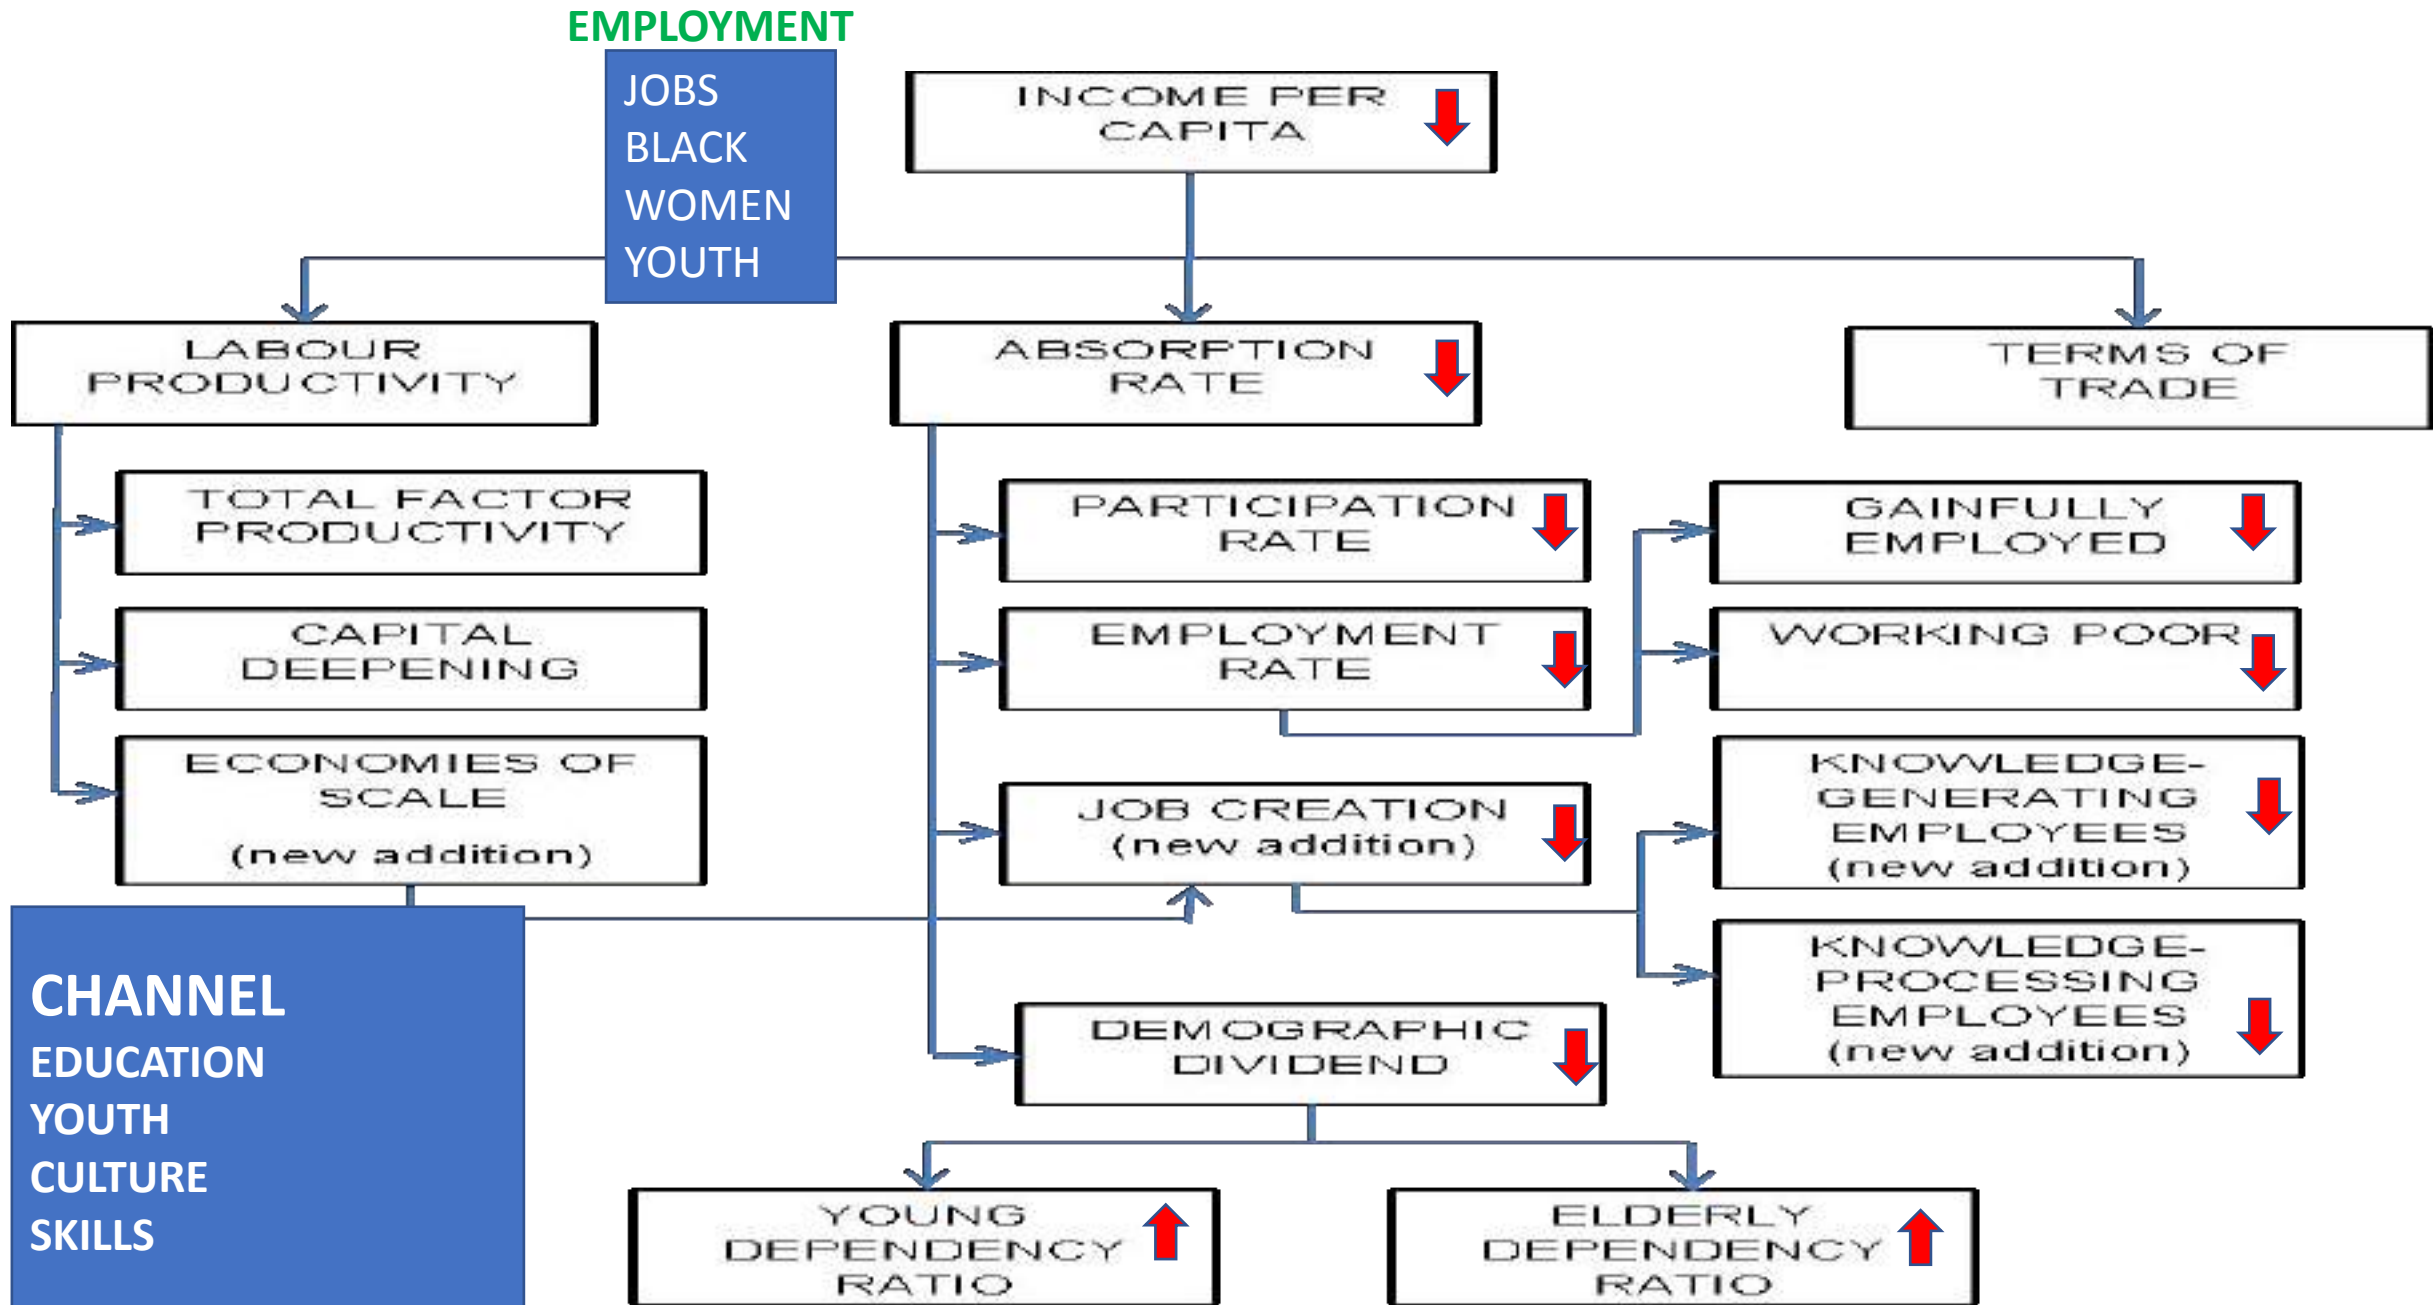 EMPLOYMENT
JOBS
BLACK
WOMEN
YOUTH
INCOME PER
CAPITA
LABOUR
PRODUCTIVITY
ABSORPTION
RATE
TERMS OF
TRADE
TOTAL FACTOR
PRODUCTIVITY
CAPITAL
DEEPENING
ECONOMIES OF
SCALE
(new addition)
PARTICIPATION
RATE
EMPLOYMENT
RATE
JOB CREATION
(new addition)
DEMOGRAPHIC
DIVIDEND
GAINFULLY
EMPLOYED
WORKING POOR
KNOWLEDGE-
GENERATING
EMPLOYEES
(new addition)
KNOWLEDGE-
PROCESSING
EMPLOYEES
(new addition)
CHANNEL
EDUCATION
YOUTH
CULTURE
SKILLS
YOUNG
DEPENDENCY
RATIO
ELDERLY
DEPENDENCY
RATIO